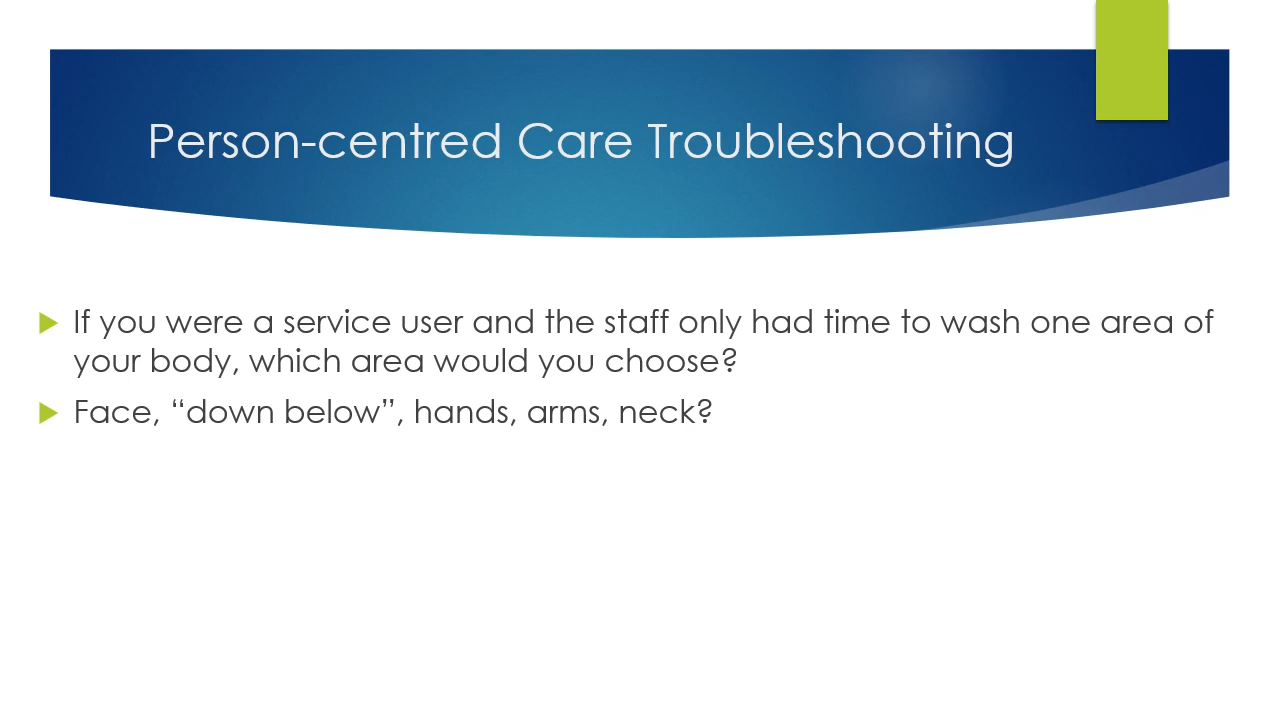 Person-centred Care Troubleshooting
If you were a service user and the staff only had time to wash one area of
your body, which area would you choose?
Face, “down below”, hands, arms, neck?